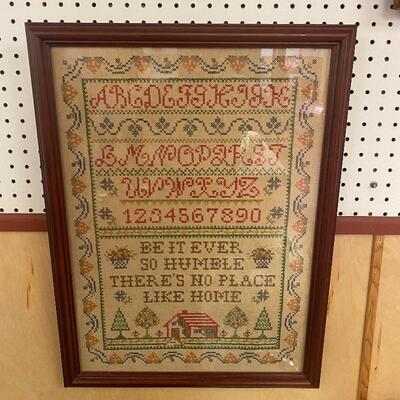 ABCDEFGHIJK
LMNOPQRST
UVWXYZ
1234567890
BE IT EVER
SO HUMBLE
THERE'S NO PLACE
LIKE HOME